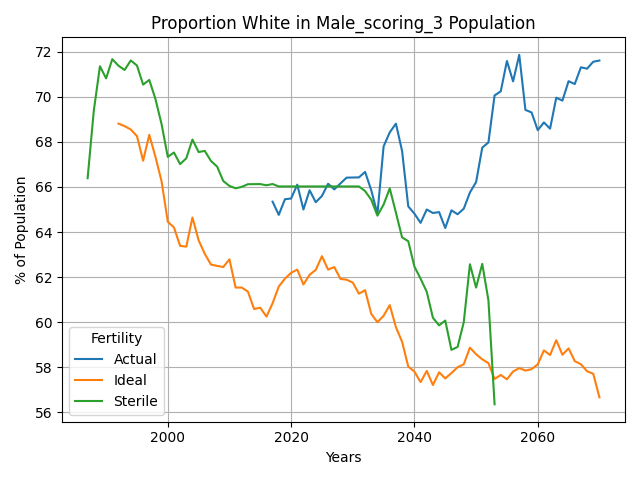 Proportion White in Male_scoring_3 Population
% of Population
72
70
68
66
64
62
60
58
56
Fertility
Actual
Ideal
Sterile
2000
2020
2040
2060
Years